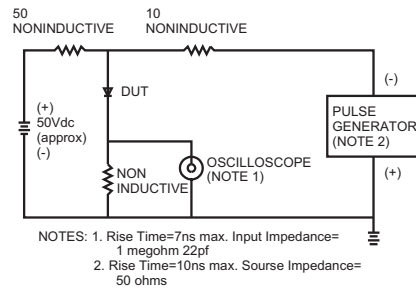 50
NONINDUCTIVE
10
NONINDUCTIVE
(+)
50Vdc
(approx)
(-)
DUT
NON
INDUCTIVE
OSCILLOSCOPE
(NOTE 1)
(-)
PULSE
GENERATOR
(NOTE 2)
(+)
NOTES: 1. Rise Time=7ns max. Input Impedance=
1 megohm 22pf
2. Rise Time=10ns max. Sourse Impedance=
50 ohms